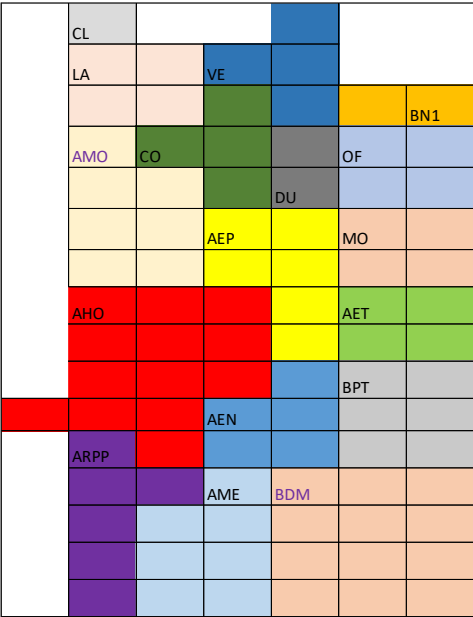 CL
LA VE
BN1
AMO CO OF
DU
AEP MO
AHO AET
BPT
AEN
ARPP
AME BDM